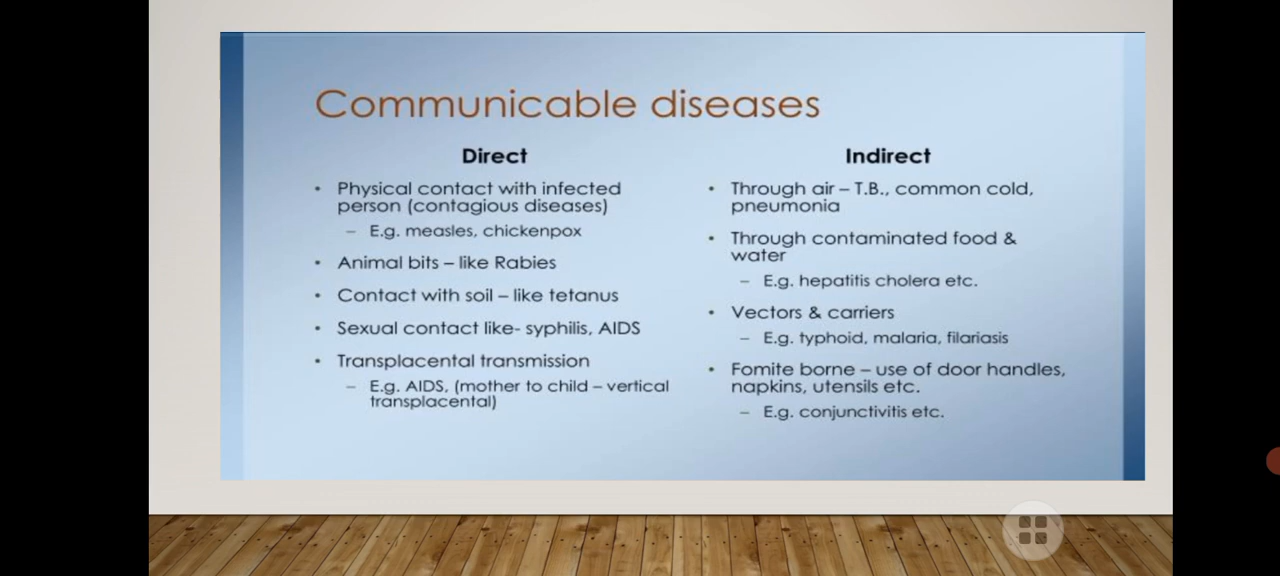 Communicable diseases
Direct
• Physical contact with infected
person (contagious diseases)
– E.g. measles, chickenpox
• Animal bits – like Rabies
• Contact with soil – like tetanus
• Sexual contact like- syphilis, AIDS
• Transplacental transmission
– E.g. AIDS, (mother to child – vertical
transplacental)
Indirect
• Through air – T.B., common cold,
pneumonia
• Through contaminated food &
water
– E.g. hepatitis cholera etc.
• Vectors & carriers
– E.g. typhoid, malaria, filariasis
• Fomite borne – use of door handles,
napkins, utensils etc.
– E.g. conjunctivitis etc.